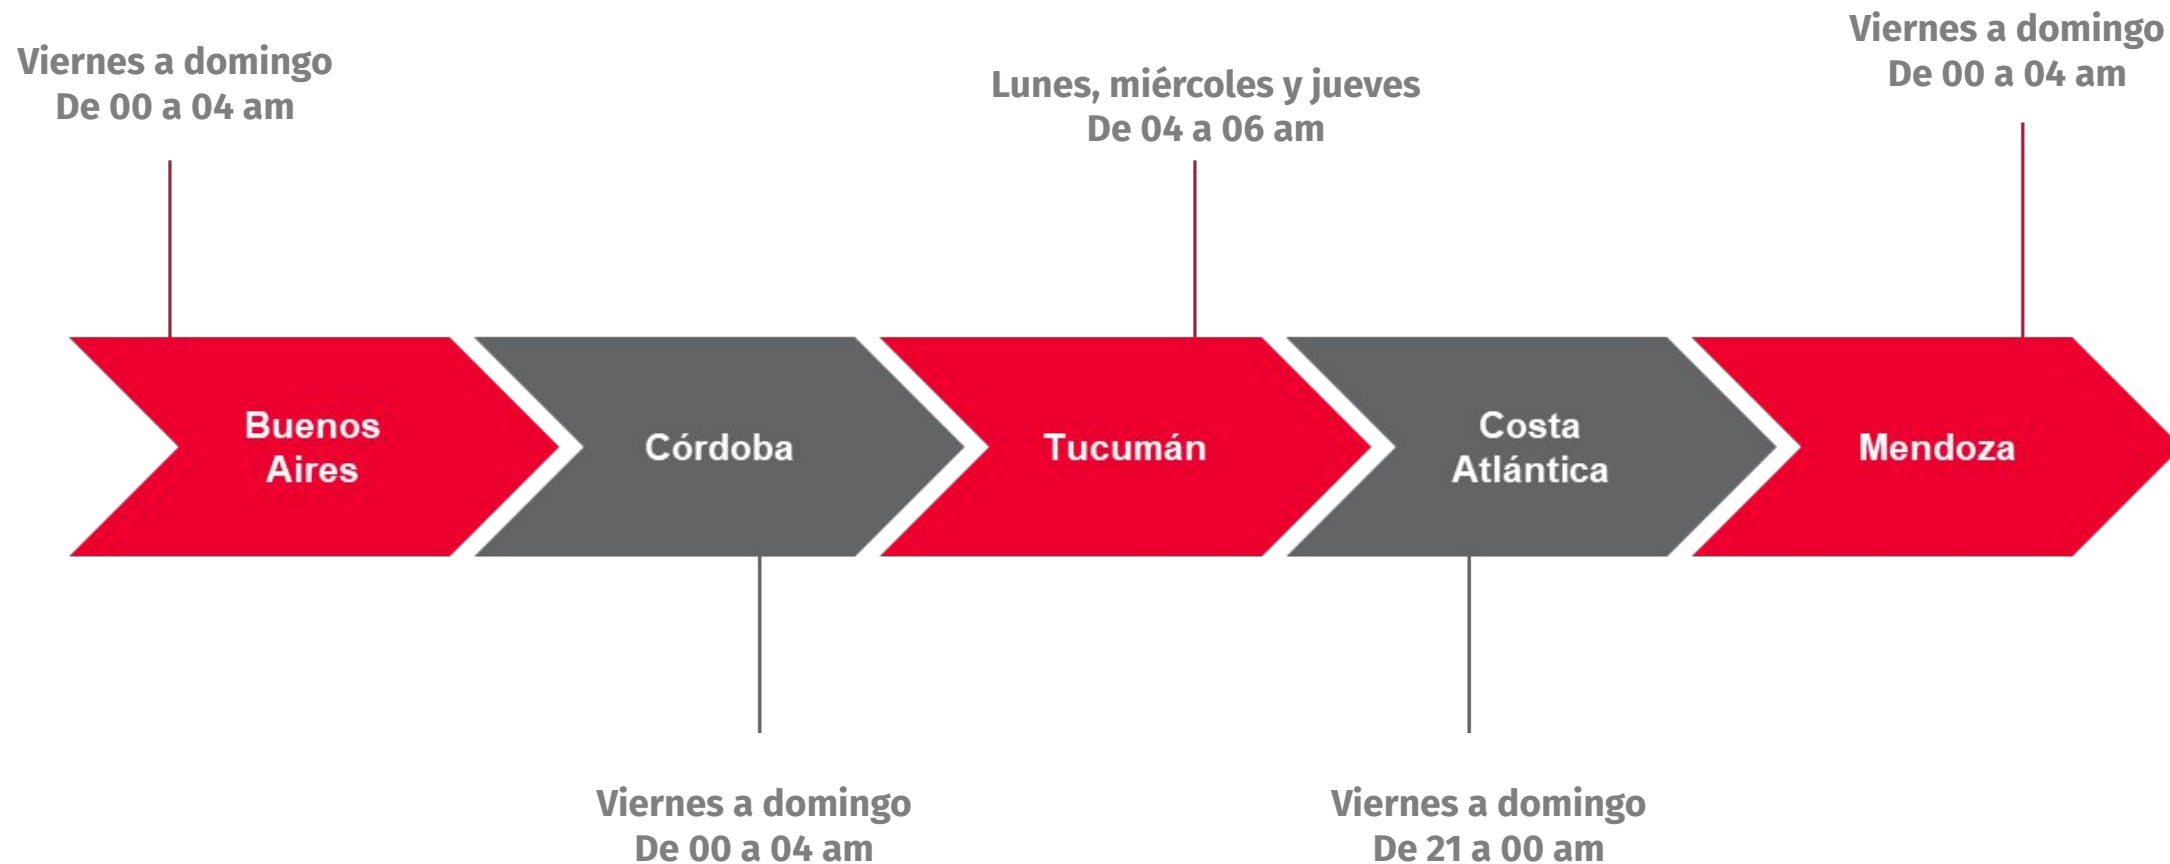 Viernes a domingo
De 00 a 04 am
Lunes, miércoles y jueves
De 04 a 06 am
Viernes a domingo
De 00 a 04 am
Buenos
Aires
Córdoba
Tucumán
Costa
Atlántica
Mendoza
Viernes a domingo
De 00 a 04 am
Viernes a domingo
De 21 a 00 am